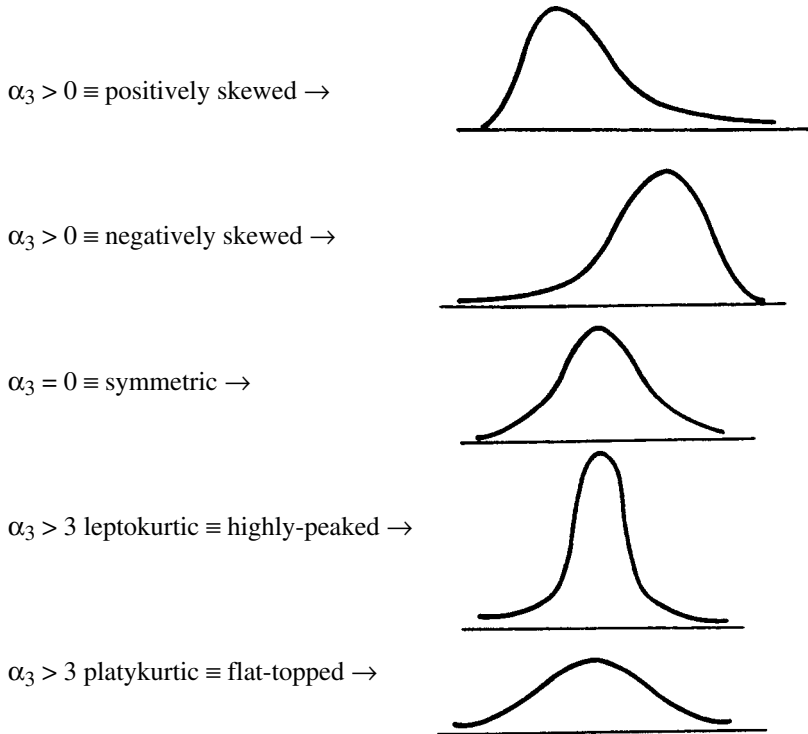 α₃ > 0 ≡ positively skewed →
α₃ > 0 ≡ negatively skewed →
α₃ = 0 ≡ symmetric →
α₃ > 3 leptokurtic ≡ highly-peaked →
α₃ > 3 platykurtic ≡ flat-topped →